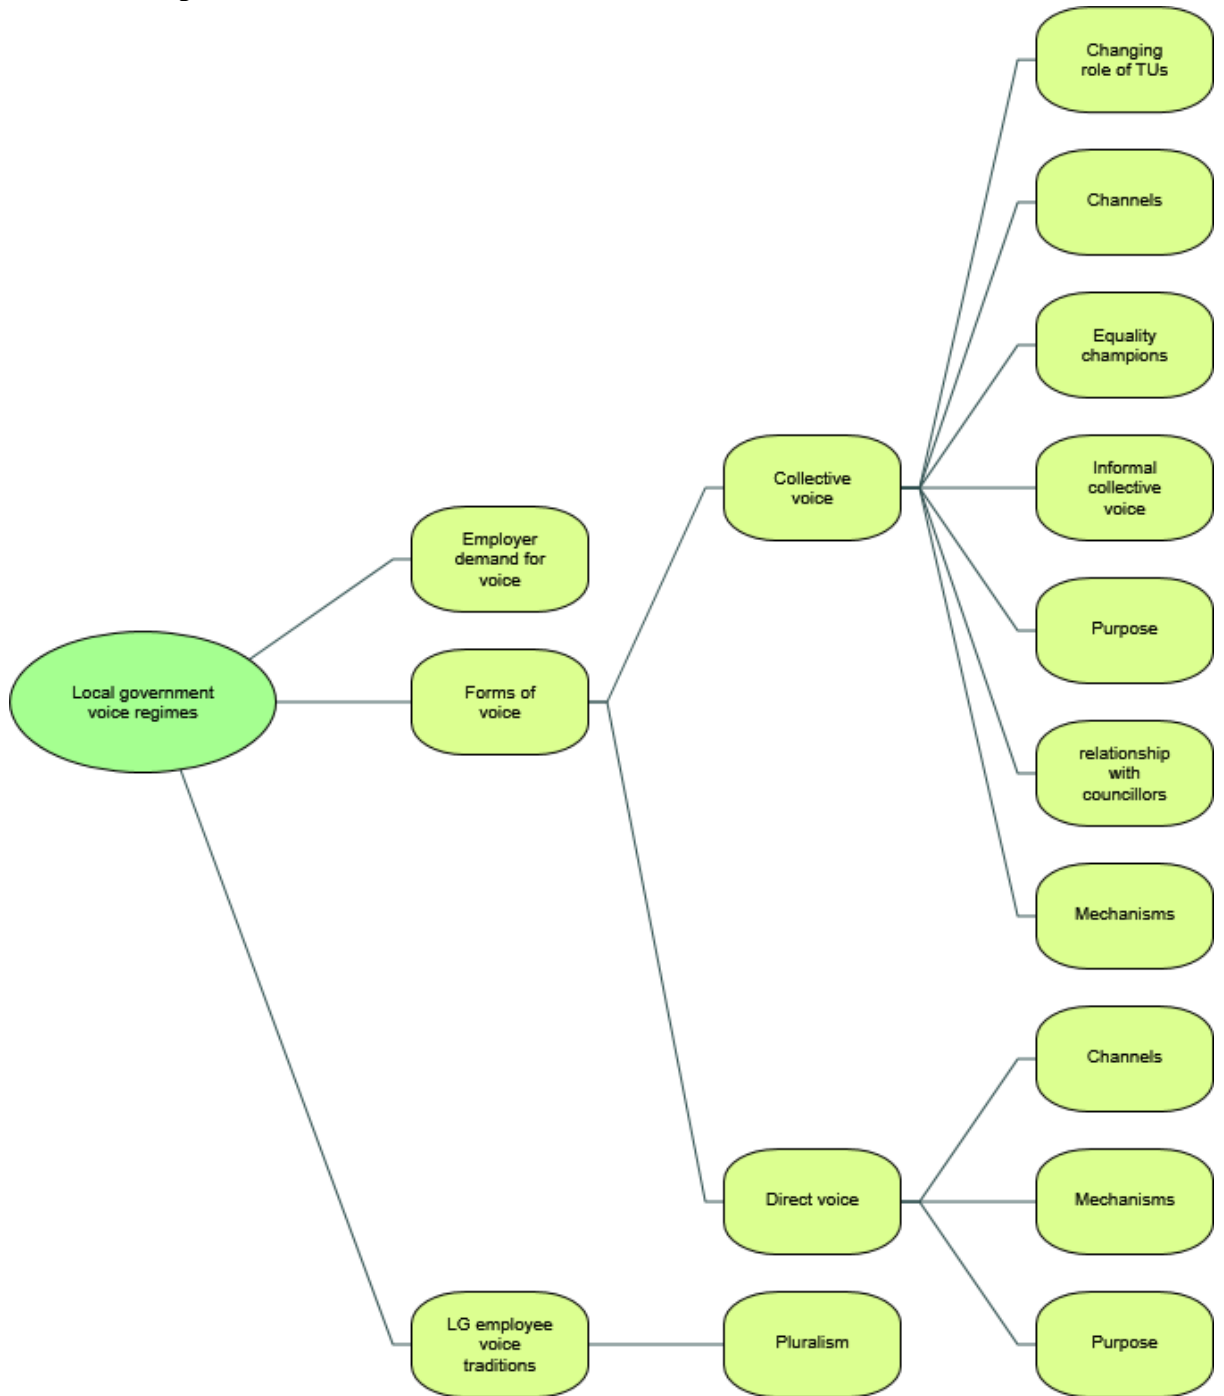 Changing
role of TUs
Channels
Equality
champions
Collective
voice
Informal
collective
voice
Employer
demand for
voice
Purpose
Local government
voice regimes
Forms of
voice
relationship
with
councillors
Mechanisms
Channels
Direct voice
Mechanisms
LG employee
voice
traditions
Pluralism
Purpose